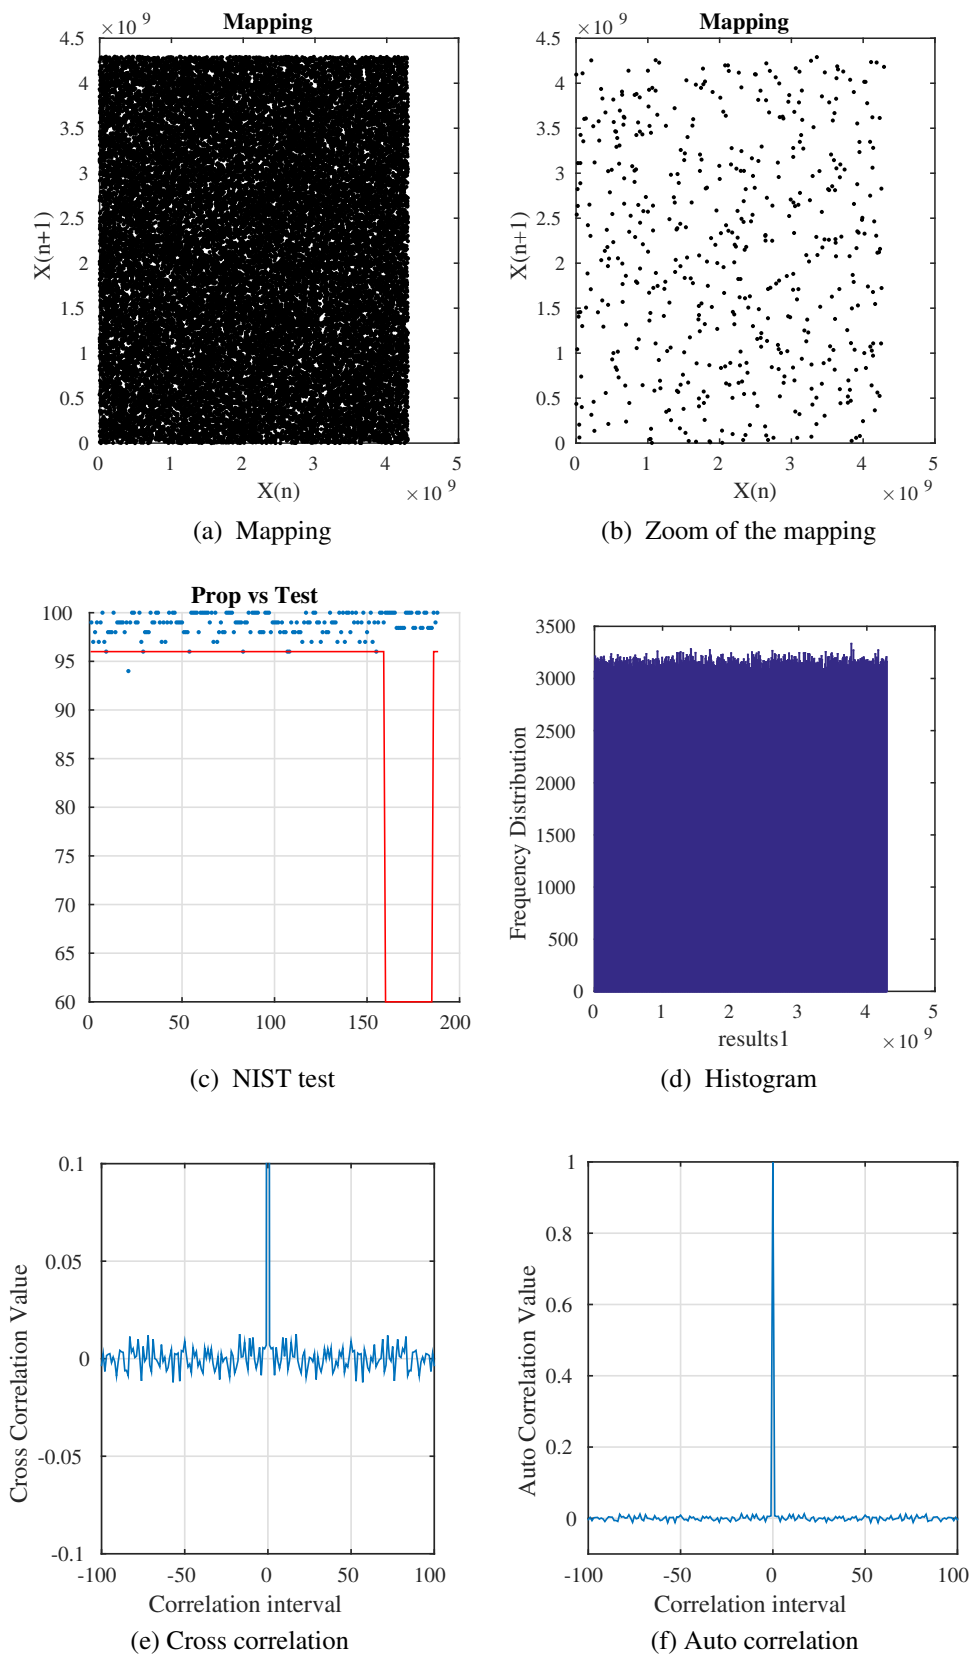 Mapping
×10 9
4.5
4
3.5
3
2.5
2
1.5
1
0.5
0
X(n+1)
0 1 2 3 4 5
X(n)
×10 9
(a) Mapping
Mapping
×10 9
4.5
4
3.5
3
2.5
2
1.5
1
0.5
0
X(n+1)
0 1 2 3 4 5
X(n)
×10 9
(b) Zoom of the mapping
Prop vs Test
100
95
90
85
80
75
70
65
60
0 50 100 150 200
(c) NIST test
3500
3000
2500
2000
1500
1000
500
0
Frequency Distribution
0 1 2 3 4 5
results1
×10 9
(d) Histogram
0.1
0.05
0
-0.05
-0.1
Cross Correlation Value
-100 -50 0 50 100
Correlation interval
(e) Cross correlation
1
0.8
0.6
0.4
0.2
0
Auto Correlation Value
-100 -50 0 50 100
Correlation interval
(f) Auto correlation